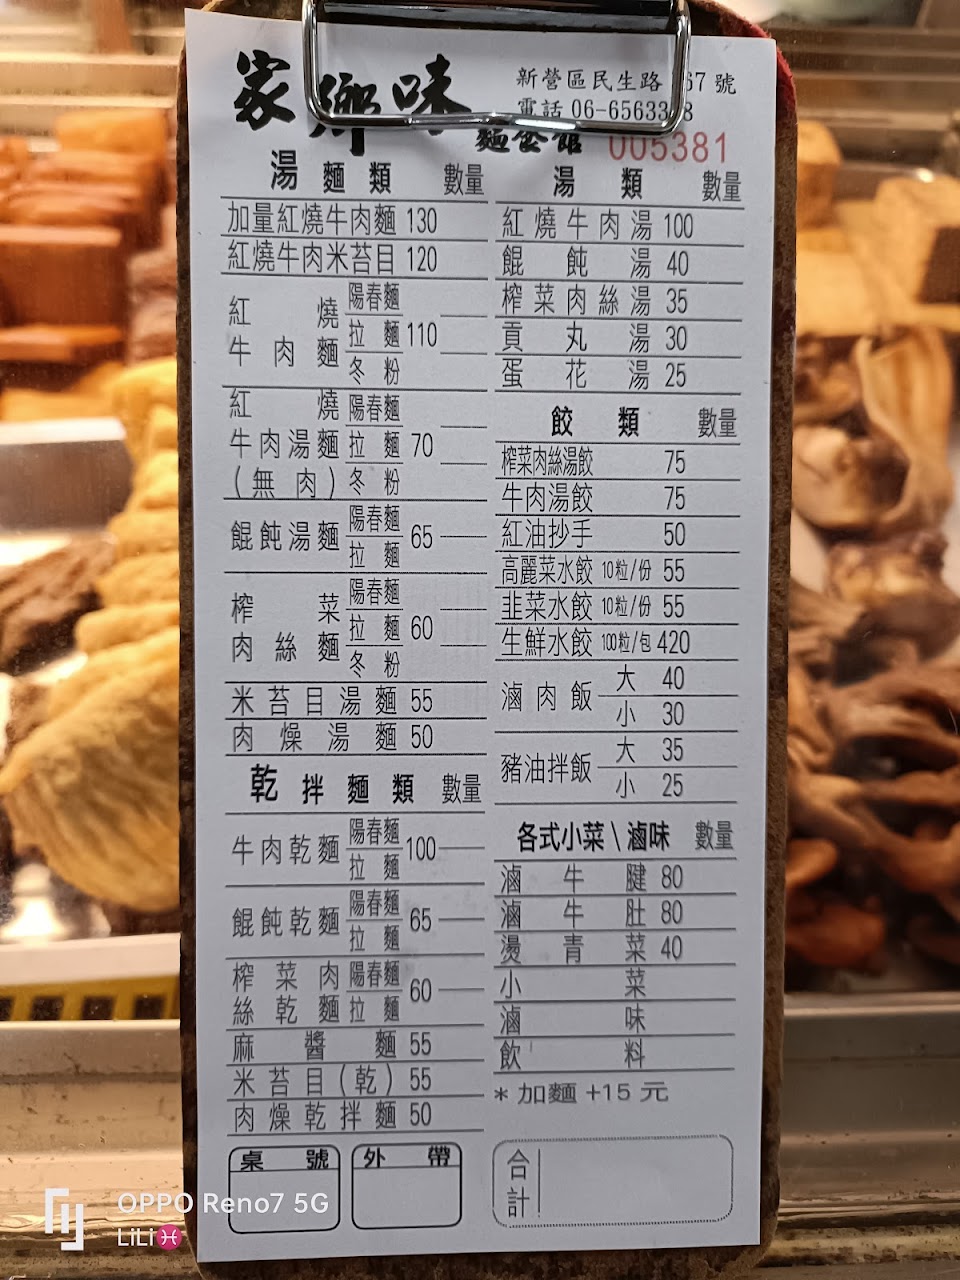 家鄉味
麵食館
新營區民生路 67號
電話 06-6563
005381
湯麵類 數量
加量紅燒牛肉麵 130
紅燒牛肉米苔目 120
紅燒牛肉麵 陽春麵 拉麵 冬粉 110
紅燒牛肉湯麵(無肉) 陽春麵 拉麵 冬粉 70
餛飩湯麵 陽春麵 拉麵 65
榨菜肉絲麵 陽春麵 拉麵 冬粉 60
米苔目湯麵 55
肉燥湯麵 50
乾拌麵類 數量
牛肉乾麵 陽春麵 拉麵 100
餛飩乾麵 陽春麵 拉麵 65
榨菜肉絲乾麵 陽春麵 拉麵 60
麻醬麵 55
米苔目(乾) 55
肉燥乾拌麵 50
桌號 外帶
湯類 數量
紅燒牛肉湯 100
餛飩湯 40
榨菜肉絲湯 35
貢丸湯 30
蛋花湯 25
餃類 數量
榨菜肉絲湯餃 75
牛肉湯餃 75
紅油抄手 50
高麗菜水餃 10粒/份 55
韭菜水餃 10粒/份 55
生鮮水餃 100粒/包 420
滷肉飯 大 40
小 30
豬油拌飯 大 35
小 25
各式小菜\滷味 數量
滷牛腱 80
滷牛肚 80
燙青菜 40
小菜
滷味
飲料
*加麵+15元
合計
OPPO Reno7 5G
LiLi♓